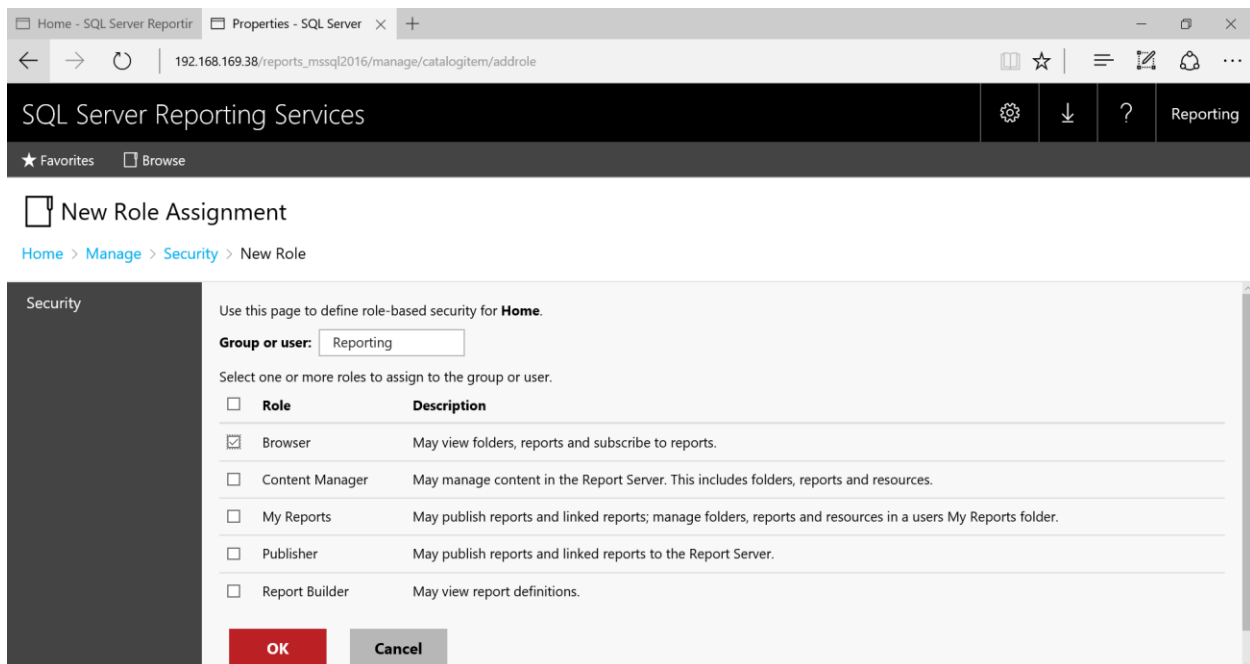 Home - SQL Server Reportir
Properties - SQL Server
192.168.169.38/reports_mssql2016/manage/catalogitem/addrole
SQL Server Reporting Services
Reporting
Favorites Browse
New Role Assignment
Home > Manage > Security > New Role
Security
Use this page to define role-based security for Home.
Group or user: Reporting
Select one or more roles to assign to the group or user.
Role Description
Browser May view folders, reports and subscribe to reports.
Content Manager May manage content in the Report Server. This includes folders, reports and resources.
My Reports May publish reports and linked reports; manage folders, reports and resources in a users My Reports folder.
Publisher May publish reports and linked reports to the Report Server.
Report Builder May view report definitions.
OK Cancel